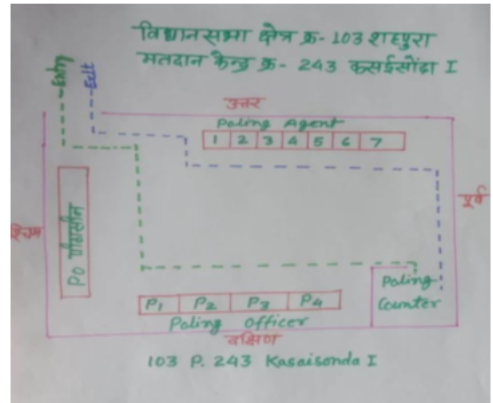 विधानसभा क्षेत्र क्र- 103 शहपुरा
मतदान केन्द्र क्र- 243 कसईसोंडा I
Entry
Exit
उत्तर
Poling Agent
1 2 3 4 5 6 7
पूर्व
PO
Poling
Counter
P1 P2 P3 P4
Poling officer
दक्षिण
103 P. 243 Kasaisonda I